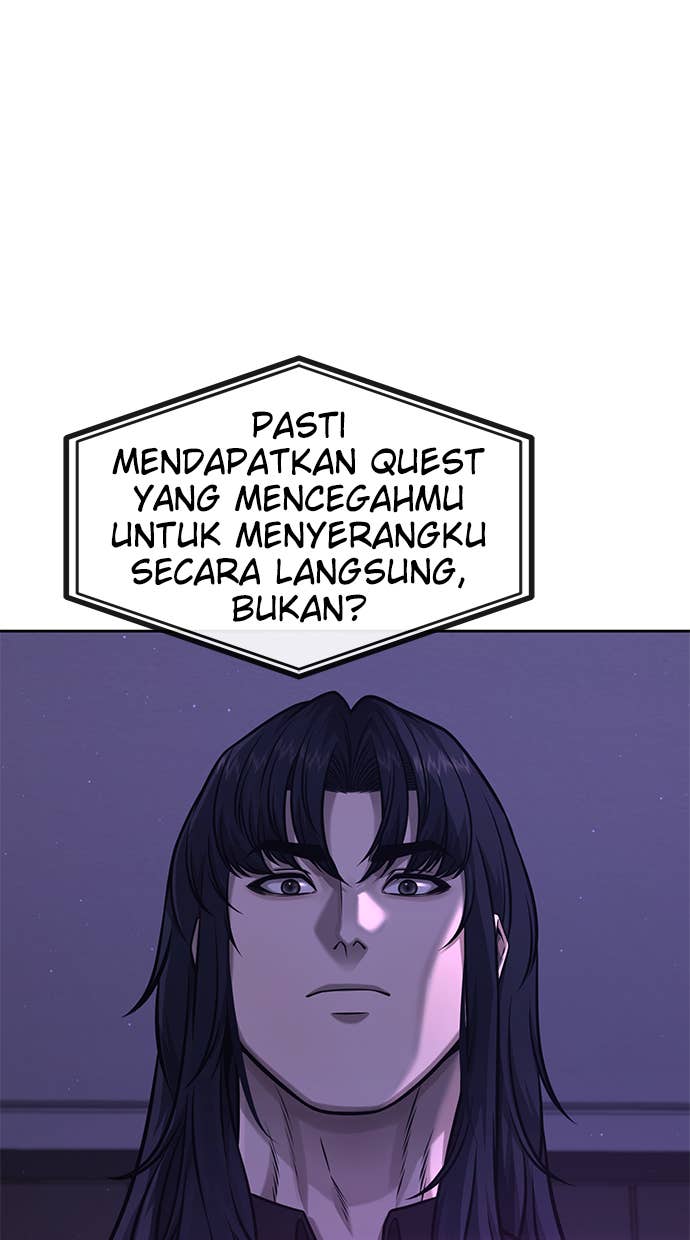 PASTI
MENDAPATKAN QUEST
YANG MENCEGAHMU
UNTUK MENYERANGKU
SECARA LANGSUNG,
BUKAN?